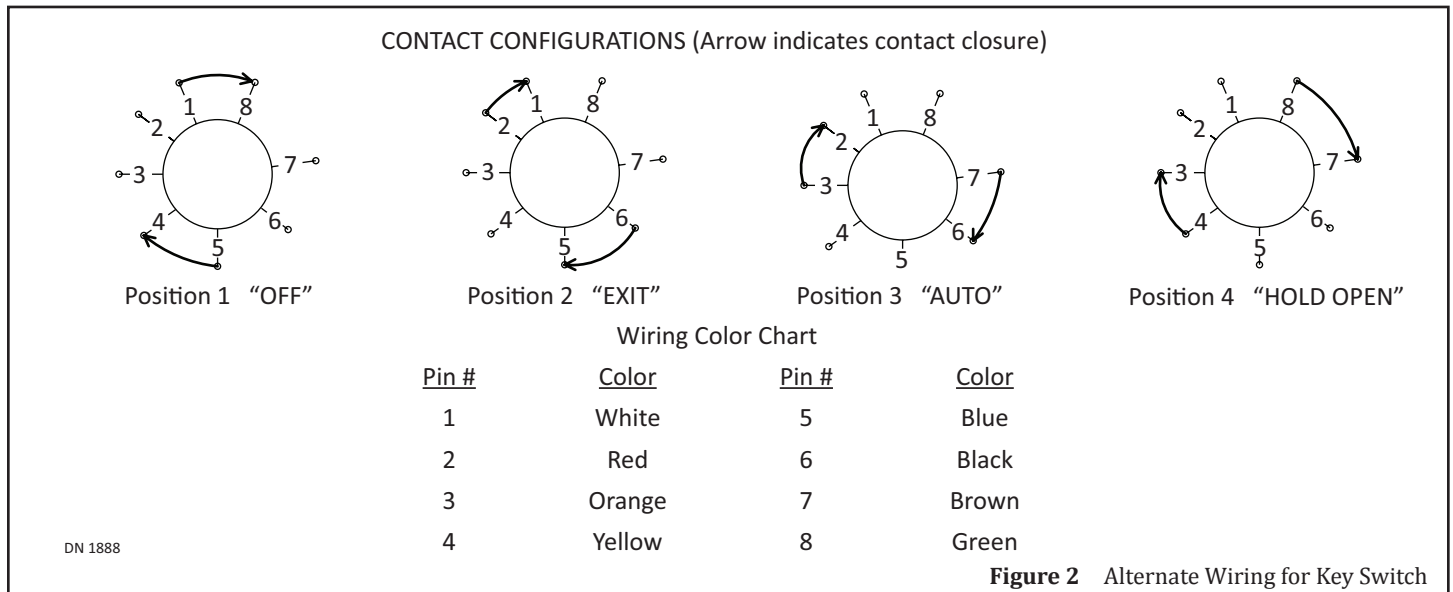 CONTACT CONFIGURATIONS (Arrow indicates contact closure)
1 8
2
3 7
4 6
5
Position 1 “OFF”
1 8
2
3 7
4 6
5
Position 2 “EXIT”
1 8
2
3 7
4 6
5
Position 3 “AUTO”
1 8
2
3 7
4 6
5
Position 4 “HOLD OPEN”
Wiring Color Chart
Pin # Color Pin # Color
1 White 5 Blue
2 Red 6 Black
3 Orange 7 Brown
4 Yellow 8 Green
DN 1888
Figure 2 Alternate Wiring for Key Switch